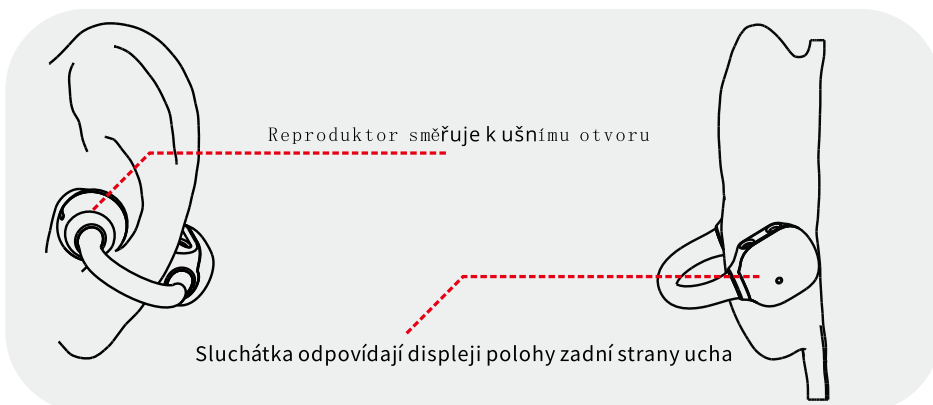 Reproduktor směřuje k ušnímu otvoru
Sluchátka odpovídají displeji polohy zadní strany ucha